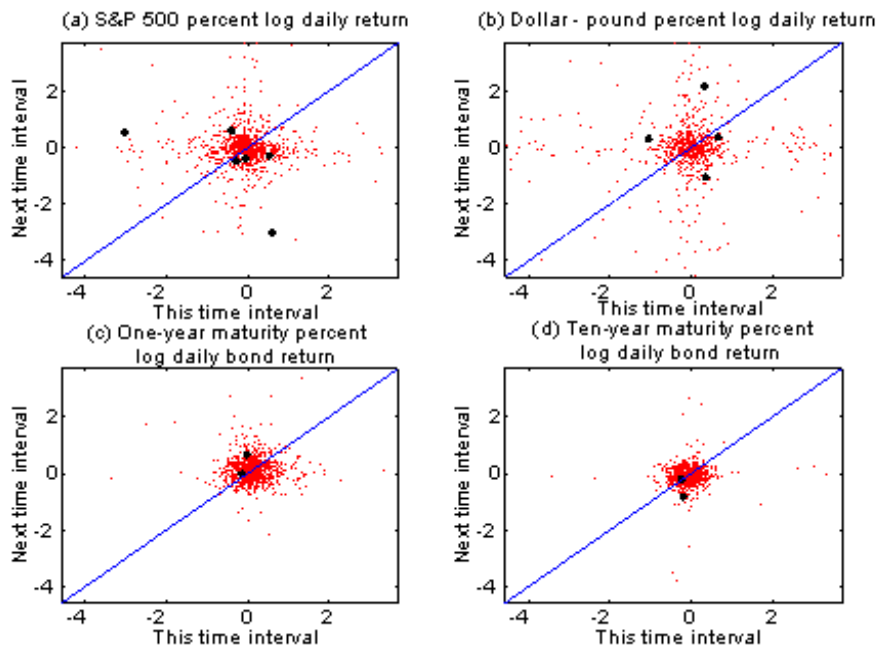 (a) S&P 500 percent log daily return
(b) Dollar - pound percent log daily return
Next time interval
2
0
-2
-4
-4
-2
0
2
This time interval
Next time interval
2
0
-2
-4
-4
-2
0
2
This time interval
(c) One-year maturity percent
log daily bond return
(d) Ten-year maturity percent
log daily bond return
Next time interval
2
0
-2
-4
-4
-2
0
2
This time interval
Next time interval
2
0
-2
-4
-4
-2
0
2
This time interval